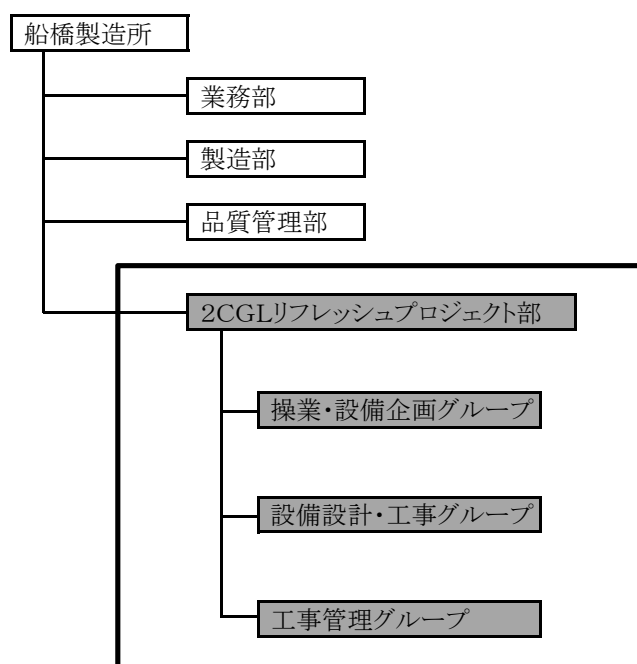 船橋製造所
業務部
製造部
品質管理部
2CGLリフレッシュプロジェクト部
操業・設備企画グループ
設備設計・工事グループ
工事管理グループ